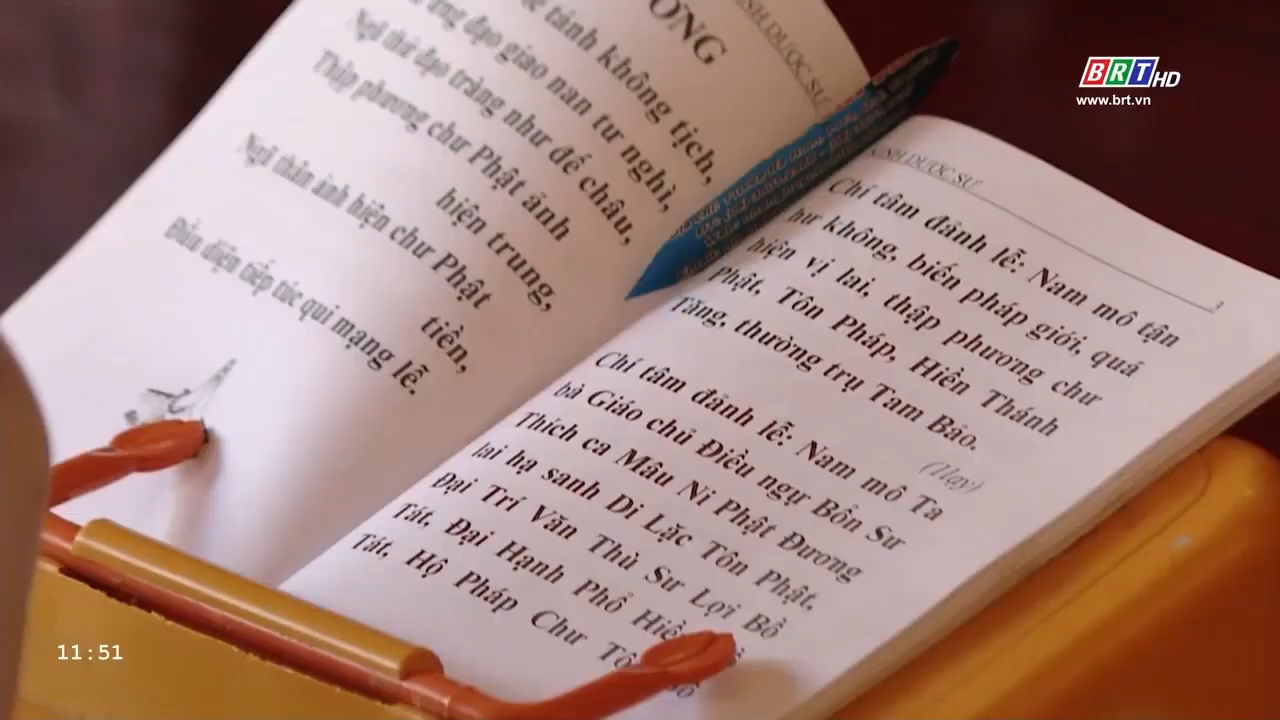 ƯƠNG
tánh không tịch,
đạo giao nan tư nghì,
Ngã thử đạo tràng như đế châu,
Thập phương chư Phật ảnh
hiện trung,
Ngã thân ảnh hiện chư Phật
tiền,
Đầu diện tiếp túc qui mạng lễ.
KINH DƯỢC SƯ
3
Chí tâm đảnh lễ: Nam mô tận
hư không, biến pháp giới, quá
hiện vị lai, thập phương chư
Phật, Tôn Pháp, Hiền Thánh
Tăng, thường trụ Tam Bảo.
(lạy)
Chí tâm đảnh lễ: Nam mô Ta
bà Giáo chủ Điều ngự Bổn Sư
Thích ca Mâu Ni Phật, Đương
lai hạ sanh Di Lặc Tôn Phật,
Đại Trí Văn Thù Sư Lợi Bồ
Tát, Đại Hạnh Phổ Hiền
Tát, Hộ Pháp Chư Tô
BRT HD
www.brt.vn
11:51